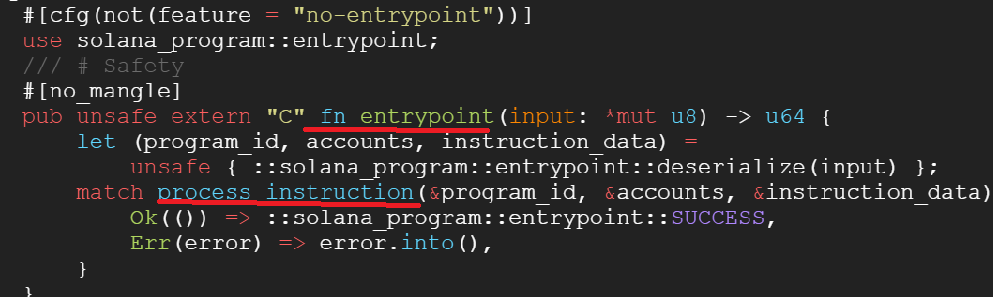 #[cfg(not(feature = "no-entrypoint"))]
use solana_program::entrypoint;
/// # Safety
#[no_mangle]
pub unsafe extern "C" fn entrypoint(input: *mut u8) -> u64 {
    let (program_id, accounts, instruction_data) =
        unsafe { ::solana_program::entrypoint::deserialize(input) };
    match process_instruction(&program_id, &accounts, &instruction_data)
        Ok(()) => ::solana_program::entrypoint::SUCCESS,
        Err(error) => error.into(),
    }
}